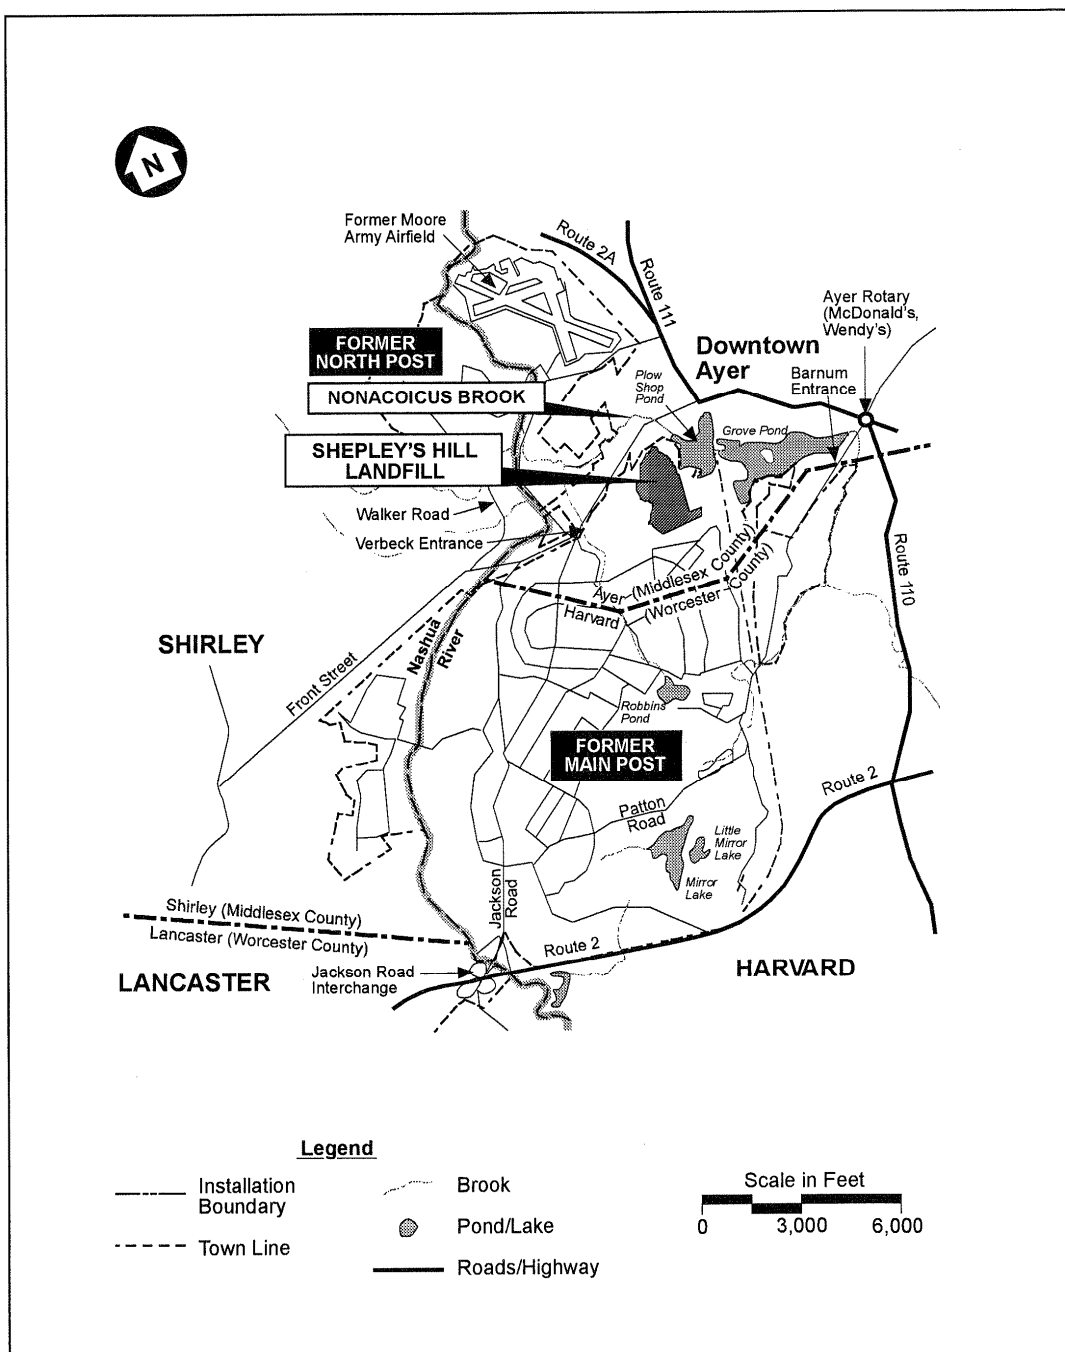 N
Former Moore
Army Airfield
Route 2A
Route 111
Ayer Rotary
(McDonald's,
Wendy's)
FORMER
NORTH POST
Downtown
Ayer
Barnum
Entrance
Plow
Shop
Pond
NONACOICUS BROOK
Grove Pond
SHEPLEY'S HILL
LANDFILL
Walker Road
Verbeck Entrance
Route 110
Ayer (Middlesex County)
Harvard (Worcester County)
Nashua
River
SHIRLEY
Front Street
Robbins
Pond
FORMER
MAIN POST
Route 2
Patton
Road
Little
Mirror
Lake
Mirror
Lake
Jackson
Road
Shirley (Middlesex County)
Lancaster (Worcester County)
Route 2
Jackson Road
Interchange
LANCASTER
HARVARD
Legend
Installation
Boundary
Town Line
Brook
Pond/Lake
Roads/Highway
Scale in Feet
0 3,000 6,000